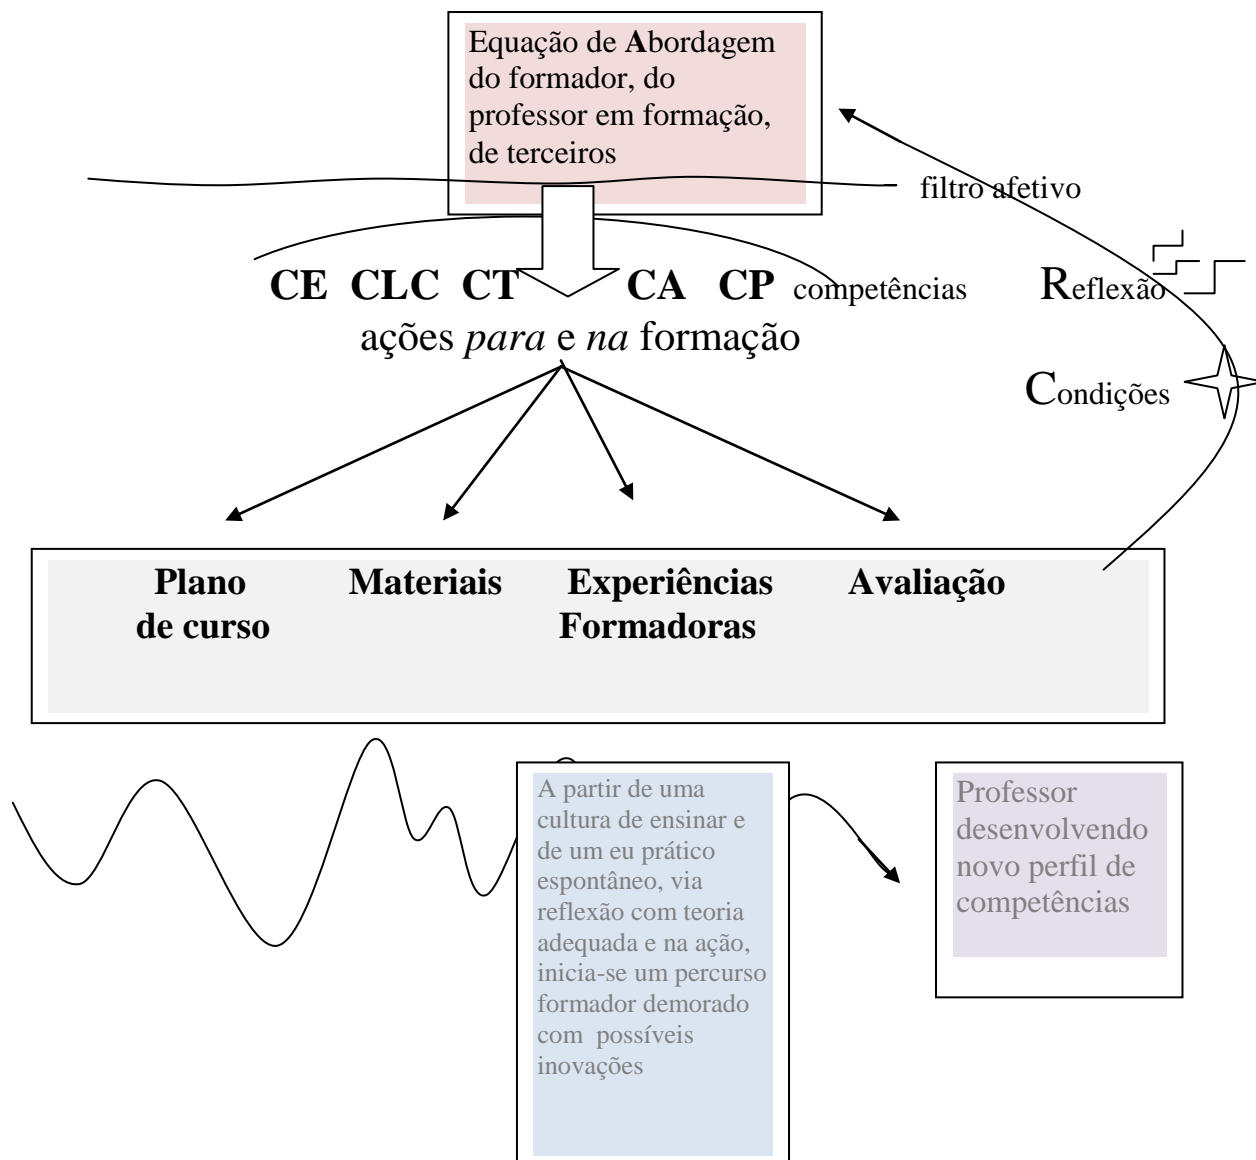 Equação de Abordagem
do formador, do
professor em formação,
de terceiros
filtro afetivo
CE CLC CT CA CP competências
Reflexão
ações para e na formação
Condições
Plano
de curso
Materiais
Experiências
Formadoras
Avaliação
A partir de uma
cultura de ensinar e
de um eu prático
espontâneo, via
reflexão com teoria
adequada e na ação,
inicia-se um percurso
formador demorado
com possíveis
inovações
Professor
desenvolvendo
novo perfil de
competências